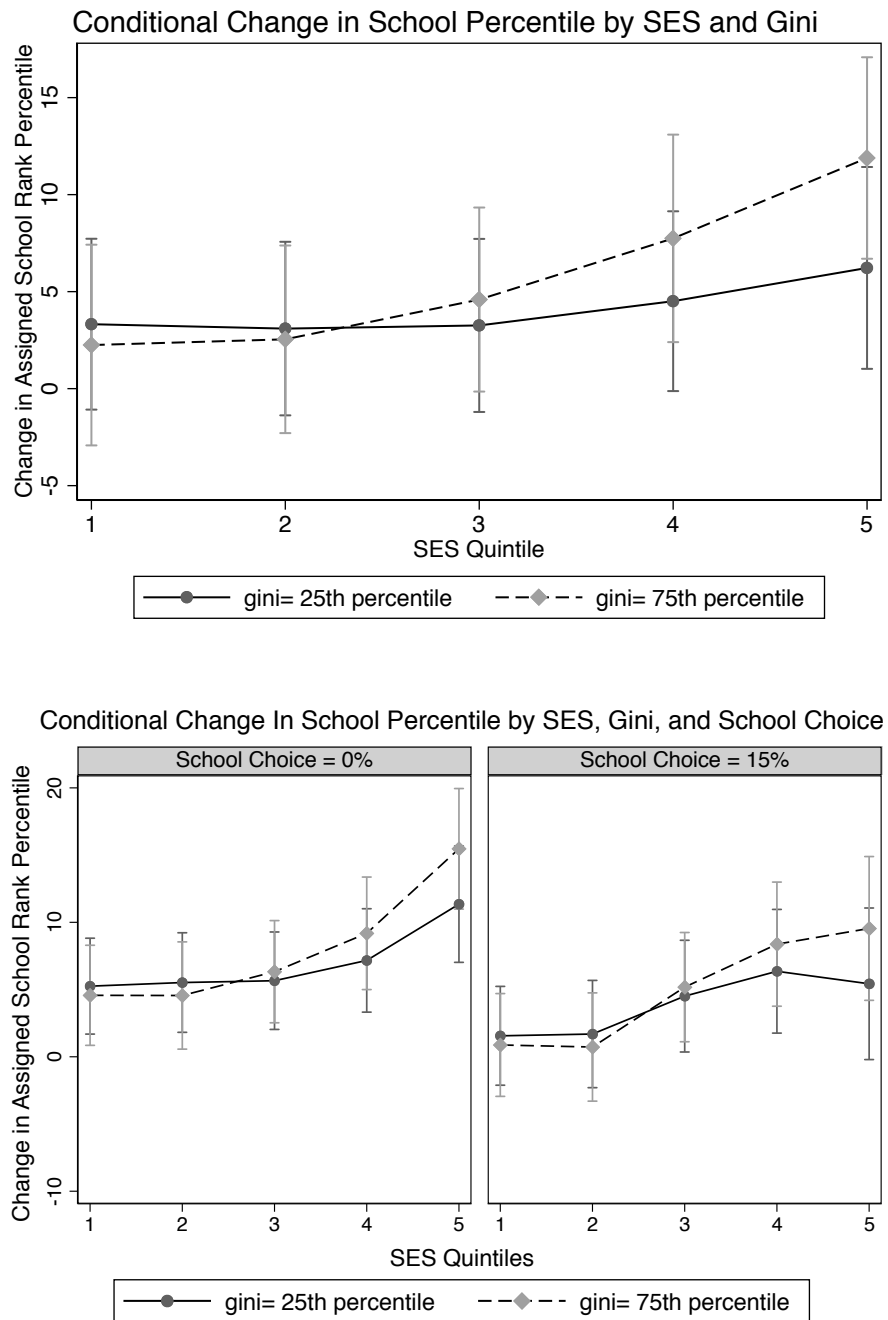 Conditional Change in School Percentile by SES and Gini
Change in Assigned School Rank Percentile
15
10
5
0
-5
1 2 3 4 5
SES Quintile
gini= 25th percentile gini= 75th percentile
Conditional Change In School Percentile by SES, Gini, and School Choice
School Choice = 0% School Choice = 15%
Change in Assigned School Rank Percentile
20
10
0
-10
1 2 3 4 5 1 2 3 4 5
SES Quintiles
gini= 25th percentile gini= 75th percentile